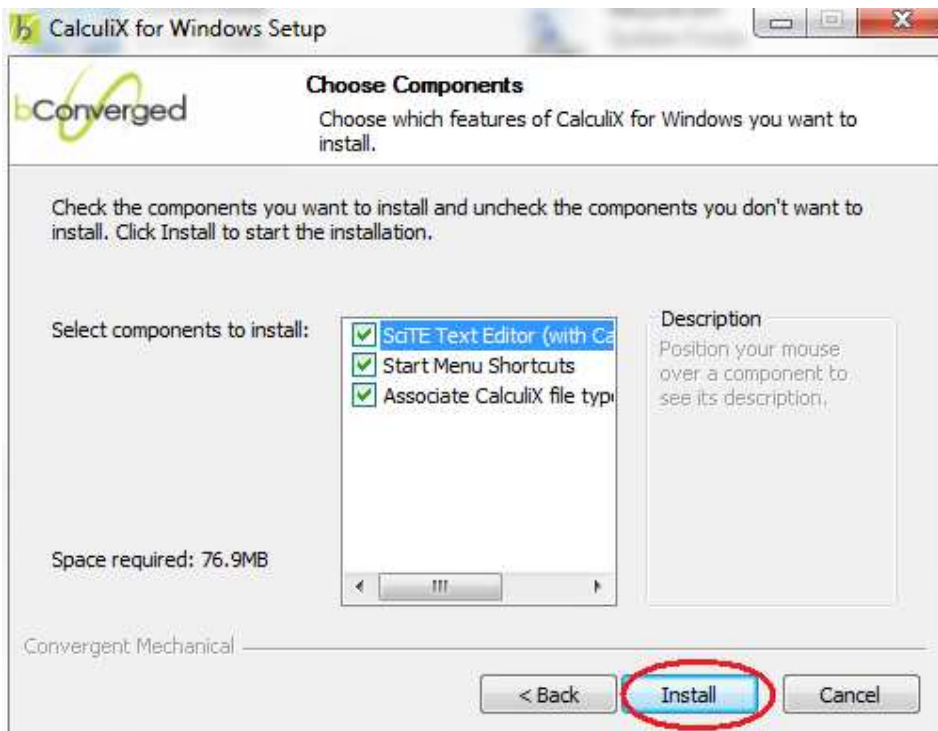 CalculiX for Windows Setup
bConverged
Choose Components
Choose which features of CalculiX for Windows you want to
install.
Check the components you want to install and uncheck the components you don't want to
install. Click Install to start the installation.
Select components to install:
SciTE Text Editor (with Ca
Start Menu Shortcuts
Associate CalculiX file type
Description
Position your mouse
over a component to
see its description.
Space required: 76.9MB
Convergent Mechanical
< Back
Install
Cancel